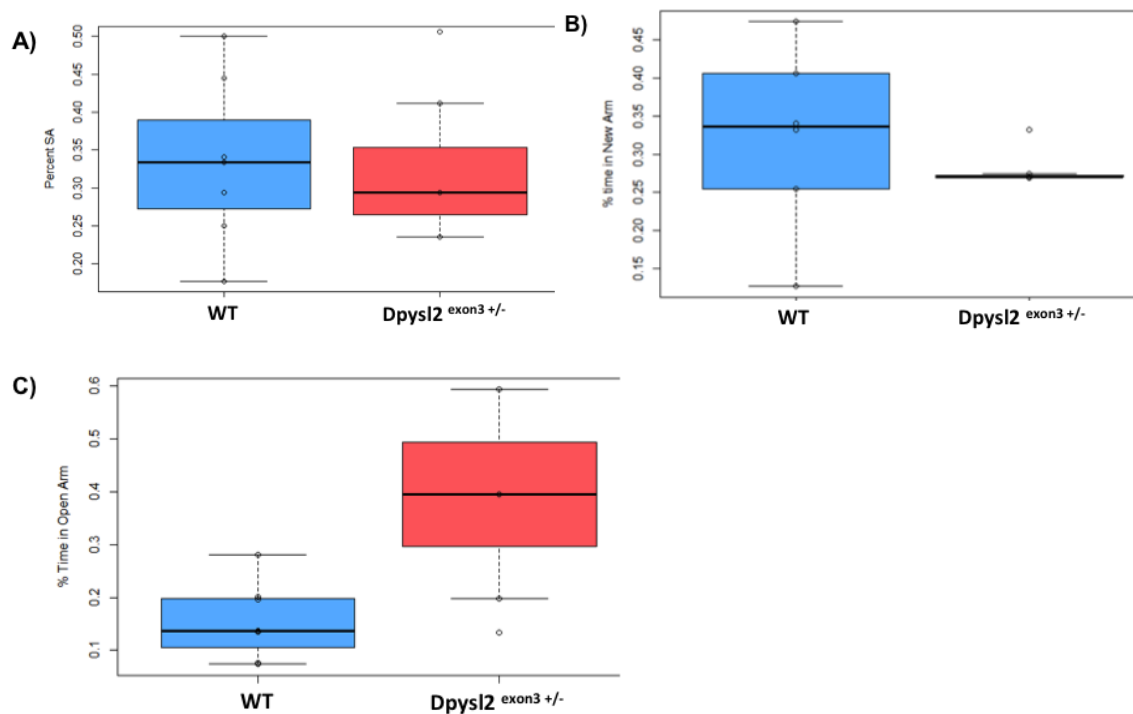 A)
Percent SA
0.50
0.45
0.40
0.35
0.30
0.25
0.20
WT
Dpysl2 exon3 +/-
B)
% time in New Arm
0.45
0.40
0.35
0.30
0.25
0.20
0.15
WT
Dpysl2 exon3 +/-
C)
% Time in Open Arm
0.6
0.5
0.4
0.3
0.2
0.1
WT
Dpysl2 exon3 +/-